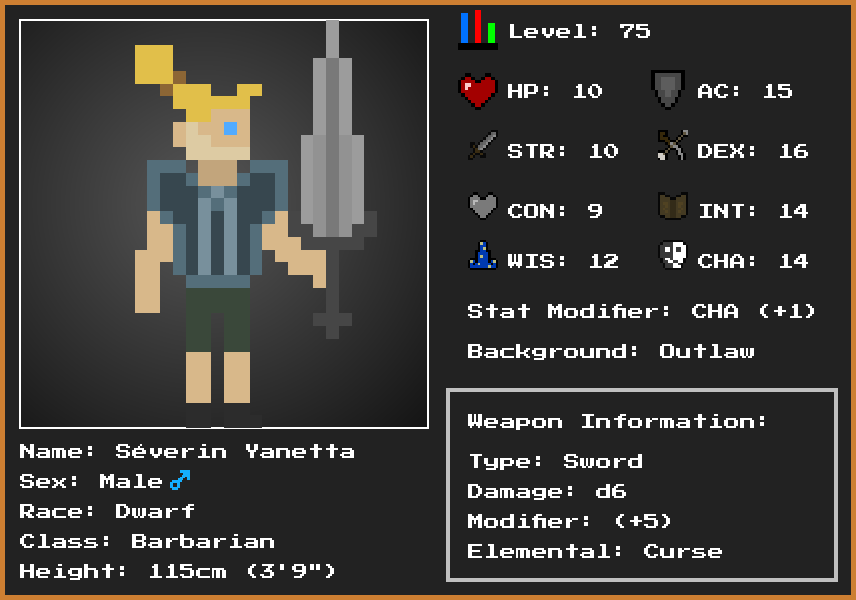 Level: 75
HP: 10
AC: 15
STR: 10
DEX: 16
CON: 9
INT: 14
WIS: 12
CHA: 14
Stat Modifier: CHA (+1)
Background: Outlaw
Weapon Information:
Type: Sword
Damage: d6
Modifier: (+5)
Elemental: Curse
Name: Séverin Yanetta
Sex: Male♂
Race: Dwarf
Class: Barbarian
Height: 115cm (3'9")